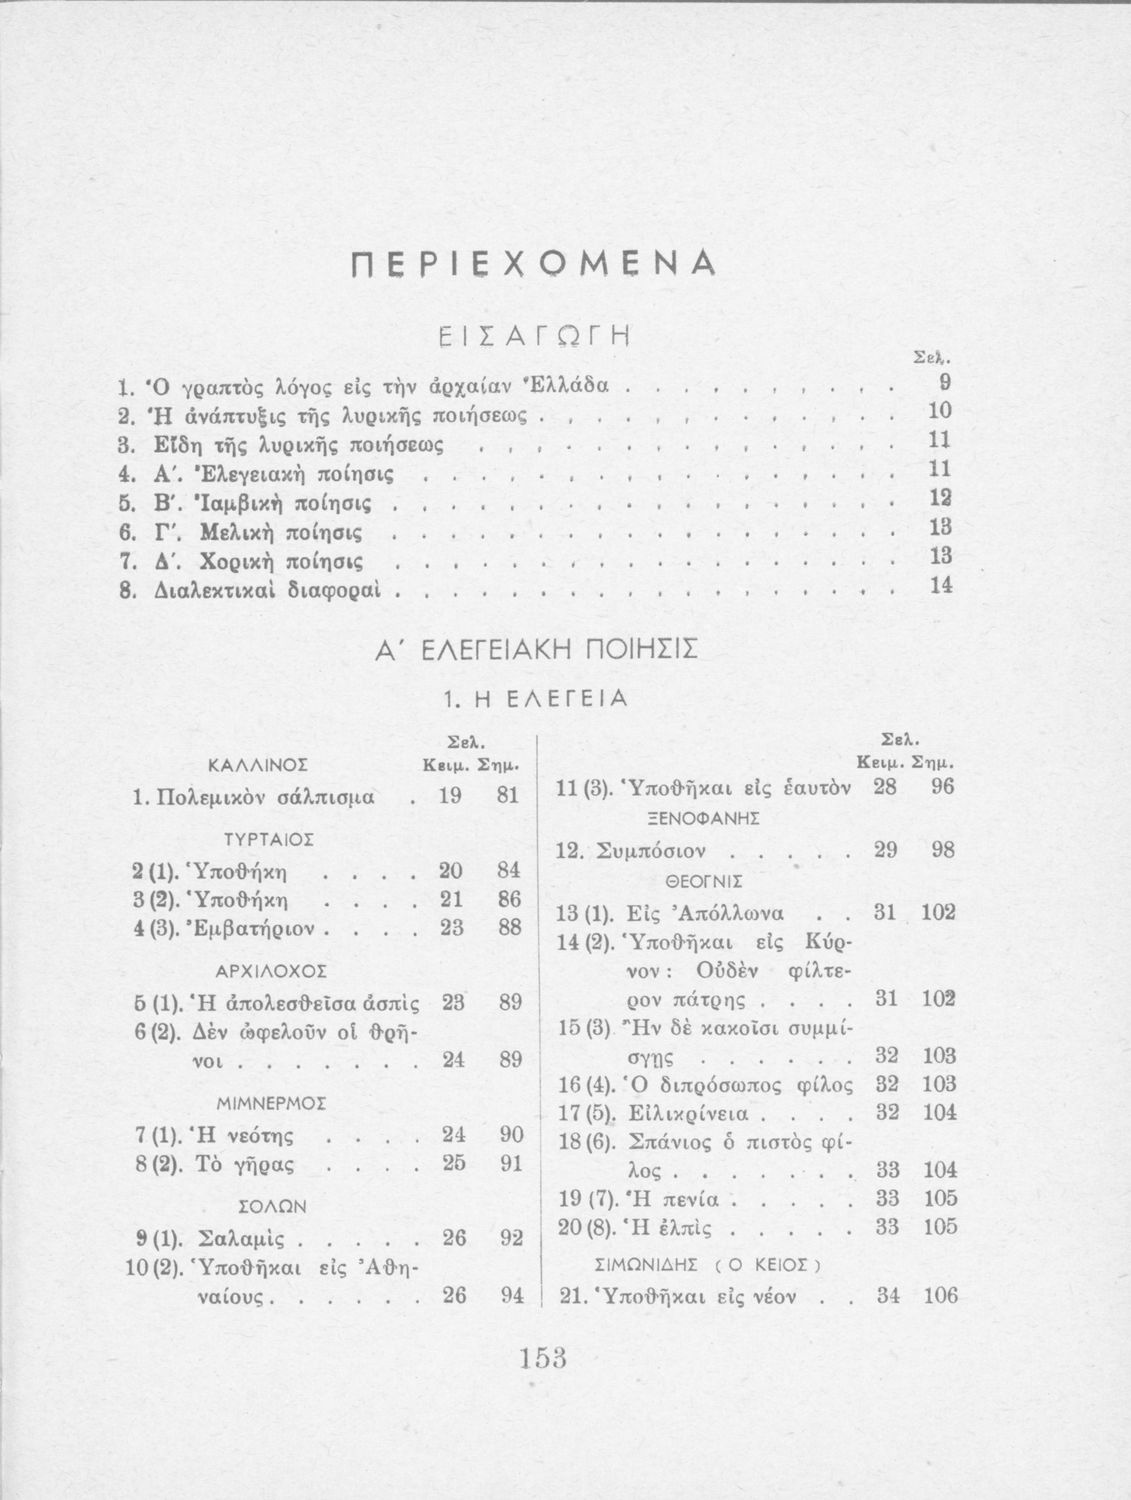 ΠΕΡΙΕΧΟΜΕΝΑ
ΕΙΣΑΓΩΓΗ
Σελ.
1. Ὁ γραπτὸς λόγος εἰς τὴν ἀρχαίαν Ἑλλάδα . . . . . . . . . . 9
2. Ἡ ἀνάπτυξις τῆς λυρικῆς ποιήσεως . . . . . . . . . . . . . 10
3. Εἴδη τῆς λυρικῆς ποιήσεως . . . . . . . . . . . . . . . 11
4. Α΄. Ἐλεγειακὴ ποίησις . . . . . . . . . . . . . . . . . 11
5. Β΄. Ἰαμβικὴ ποίησις . . . . . . . . . . . . . . . . . . 12
6. Γ΄. Μελικὴ ποίησις . . . . . . . . . . . . . . . . . . 13
7. Δ΄. Χορικὴ ποίησις . . . . . . . . . . . . . . . . . . 13
8. Διαλεκτικαὶ διαφοραὶ . . . . . . . . . . . . . . . . . . 14
Α΄ ΕΛΕΓΕΙΑΚΗ ΠΟΙΗΣΙΣ
1. Η ΕΛΕΓΕΙΑ
Σελ.
ΚΑΛΛΙΝΟΣ Κειμ. Σημ.
1. Πολεμικὸν σάλπισμα . 19 81
ΤΥΡΤΑΙΟΣ
2 (1). Ὑποθήκη . . . . 20 84
3 (2). Ὑποθήκη . . . . 21 86
4 (3). Ἐμβατήριον . . . . 23 88
ΑΡΧΙΛΟΧΟΣ
5 (1). Ἡ ἀπολεσθεῖσα ἀσπὶς 23 89
6 (2). Δὲν ὠφελοῦν οἱ θρῆ-
νοι . . . . . . . 24 89
ΜΙΜΝΕΡΜΟΣ
7 (1). Ἡ νεότης . . . . 24 90
8 (2). Τὸ γῆρας . . . . 25 91
ΣΟΛΩΝ
9 (1). Σαλαμὶς . . . . . 26 92
10 (2). Ὑποθῆκαι εἰς Ἀθη-
ναίους . . . . . . 26 94
Σελ.
Κειμ. Σημ.
11 (3). Ὑποθῆκαι εἰς ἑαυτὸν 28 96
ΞΕΝΟΦΑΝΗΣ
12. Συμπόσιον . . . . . 29 98
ΘΕΟΓΝΙΣ
13 (1). Εἰς Ἀπόλλωνα . . 31 102
14 (2). Ὑποθῆκαι εἰς Κύρ-
νον : Οὐδὲν φίλτε-
ρον πάτρης . . . . 31 102
15 (3) Ἢν δὲ κακοῖσι συμμί-
σγῃς . . . . . . 32 103
16 (4). Ὁ διπρόσωπος φίλος 32 103
17 (5). Εἰλικρίνεια . . . . 32 104
18 (6). Σπάνιος ὁ πιστὸς φί-
λος . . . . . . . 33 104
19 (7). Ἡ πενία . . . . . 33 105
20 (8). Ἡ ἐλπὶς . . . . . 33 105
ΣΙΜΩΝΙΔΗΣ ( Ο ΚΕΙΟΣ )
21. Ὑποθῆκαι εἰς νέον . . 34 106
153